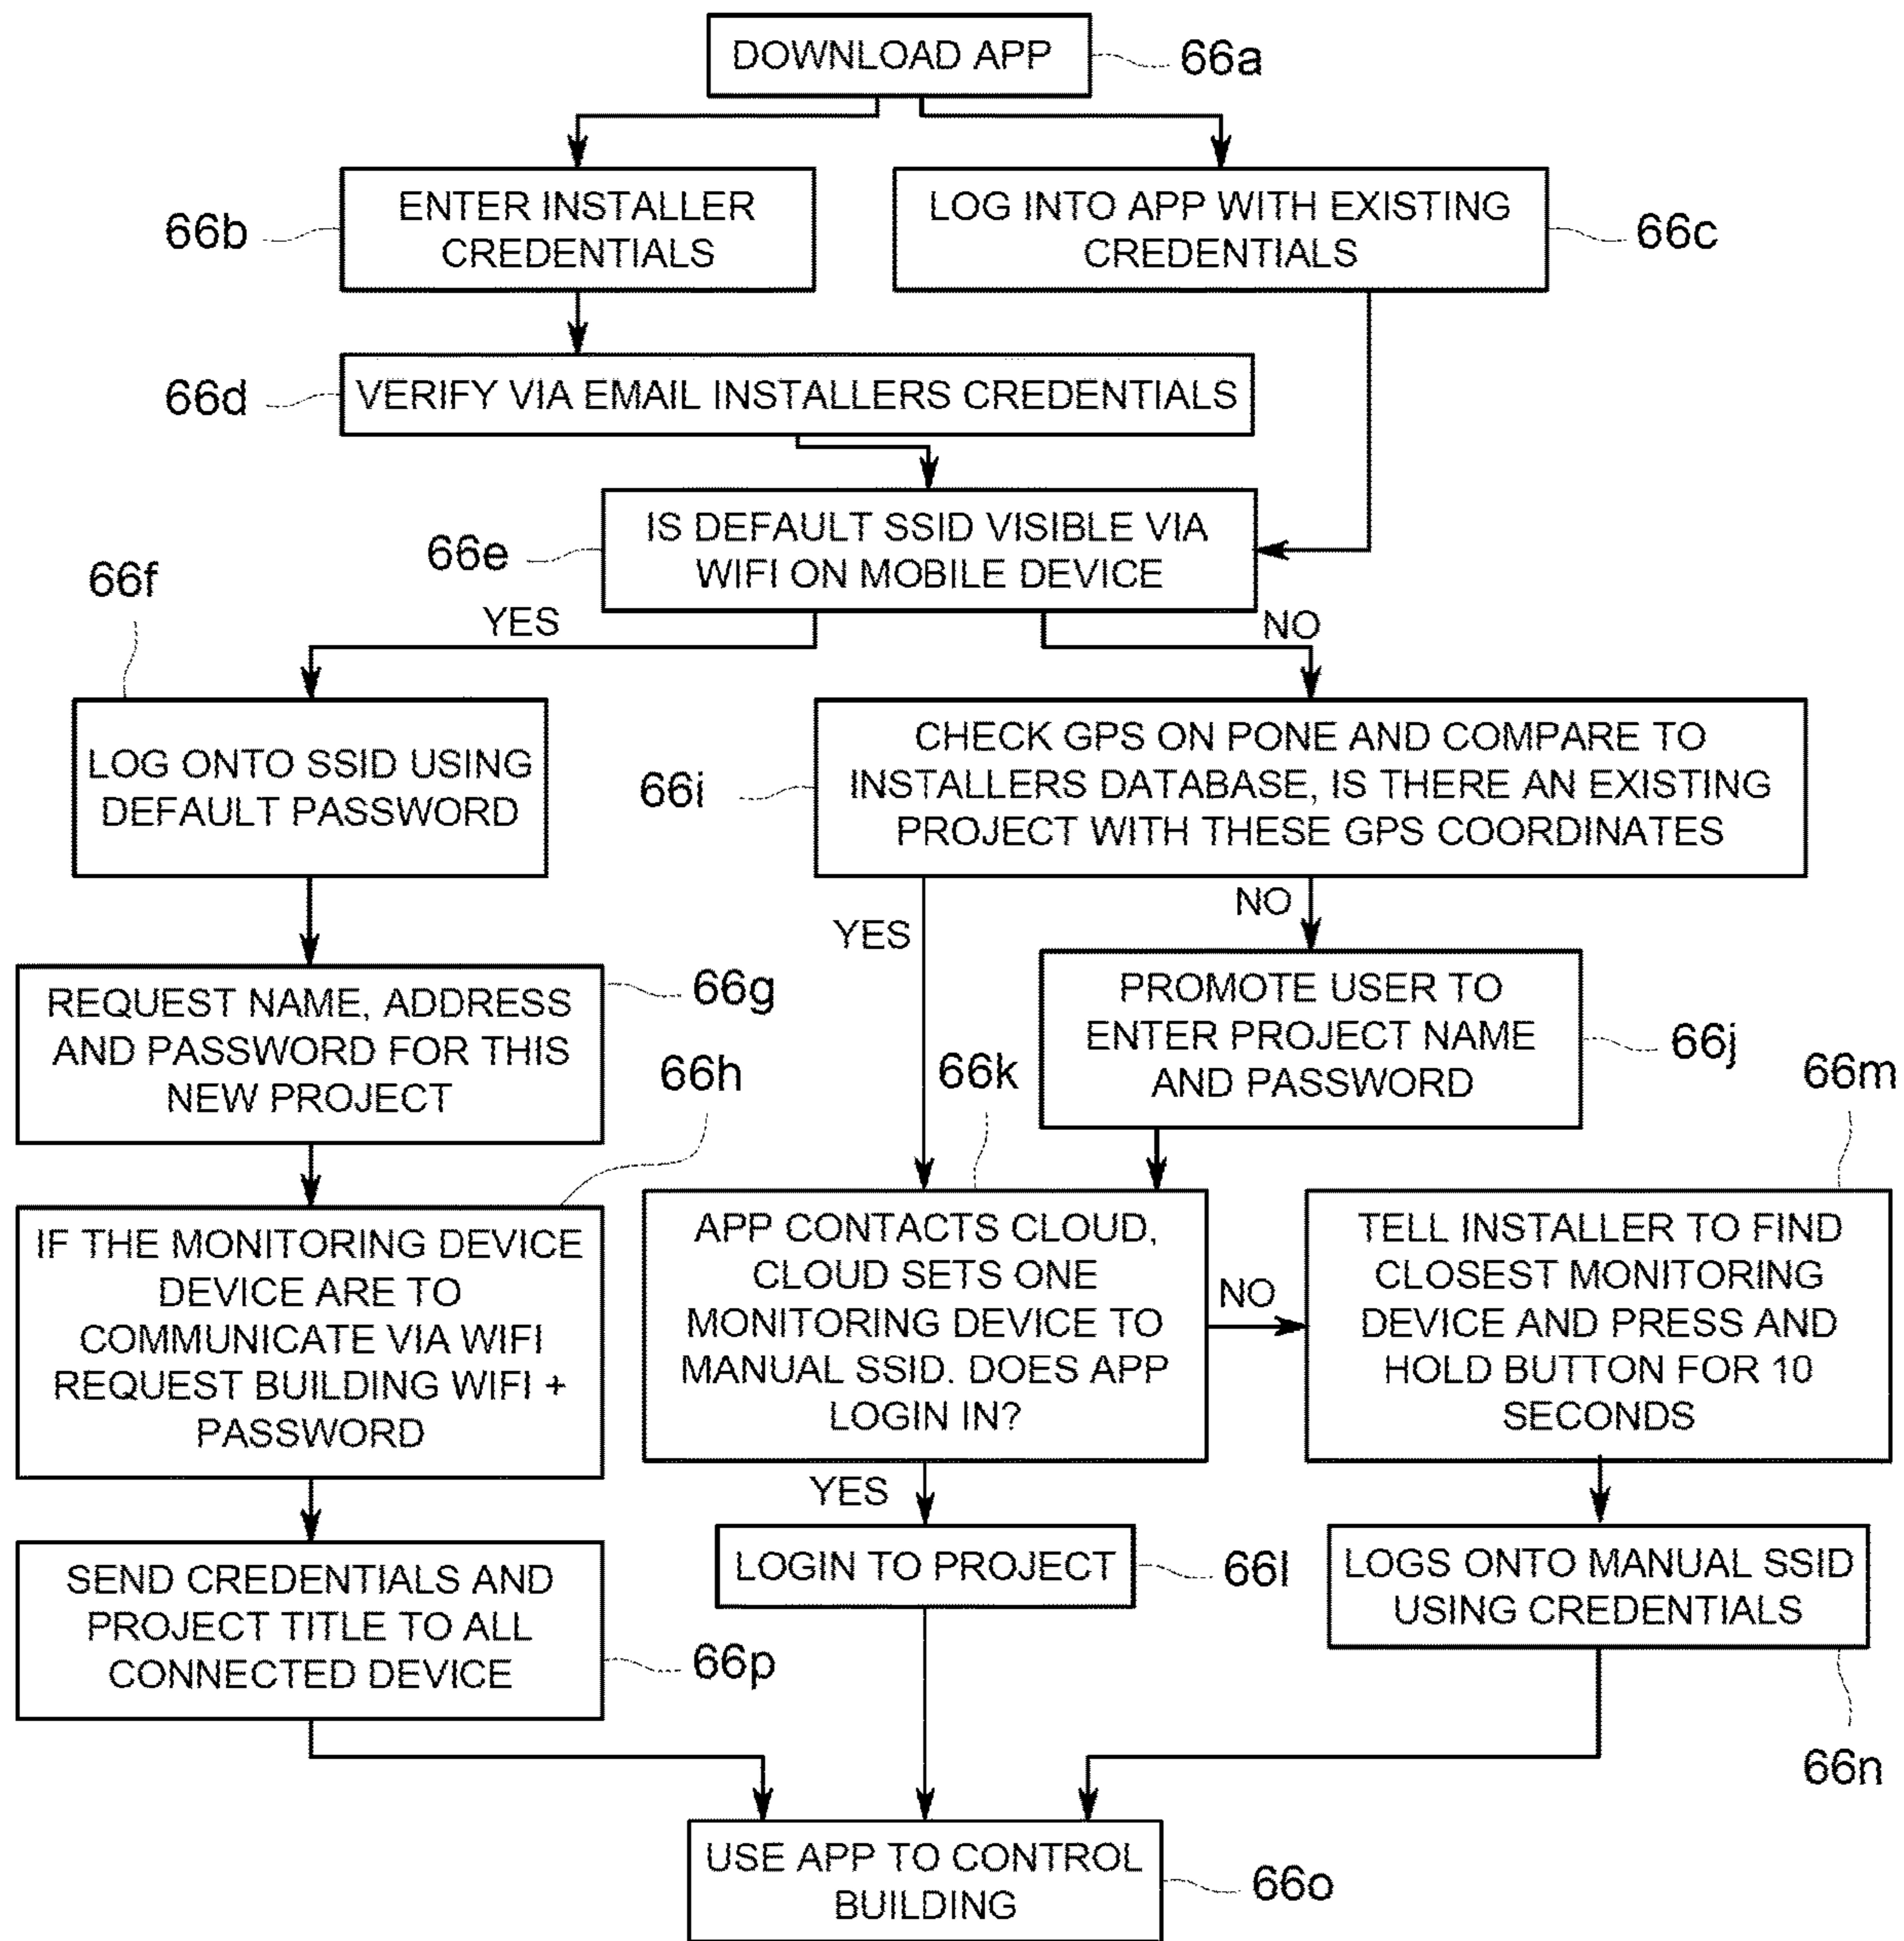 DOWNLOAD APP
66a
ENTER INSTALLER
CREDENTIALS
66b
LOG INTO APP WITH EXISTING
CREDENTIALS
66c
VERIFY VIA EMAIL INSTALLERS CREDENTIALS
66d
IS DEFAULT SSID VISIBLE VIA
WIFI ON MOBILE DEVICE
66e
YES
NO
66f
LOG ONTO SSID USING
DEFAULT PASSWORD
CHECK GPS ON PONE AND COMPARE TO
INSTALLERS DATABASE, IS THERE AN EXISTING
PROJECT WITH THESE GPS COORDINATES
66i
YES
NO
REQUEST NAME, ADDRESS
AND PASSWORD FOR THIS
NEW PROJECT
66g
PROMOTE USER TO
ENTER PROJECT NAME
AND PASSWORD
66j
66h
66k
66m
IF THE MONITORING DEVICE
DEVICE ARE TO
COMMUNICATE VIA WIFI
REQUEST BUILDING WIFI +
PASSWORD
APP CONTACTS CLOUD,
CLOUD SETS ONE
MONITORING DEVICE TO
MANUAL SSID. DOES APP
LOGIN IN?
NO
TELL INSTALLER TO FIND
CLOSEST MONITORING
DEVICE AND PRESS AND
HOLD BUTTON FOR 10
SECONDS
YES
SEND CREDENTIALS AND
PROJECT TITLE TO ALL
CONNECTED DEVICE
66p
LOGIN TO PROJECT
66l
LOGS ONTO MANUAL SSID
USING CREDENTIALS
66n
USE APP TO CONTROL
BUILDING
66o